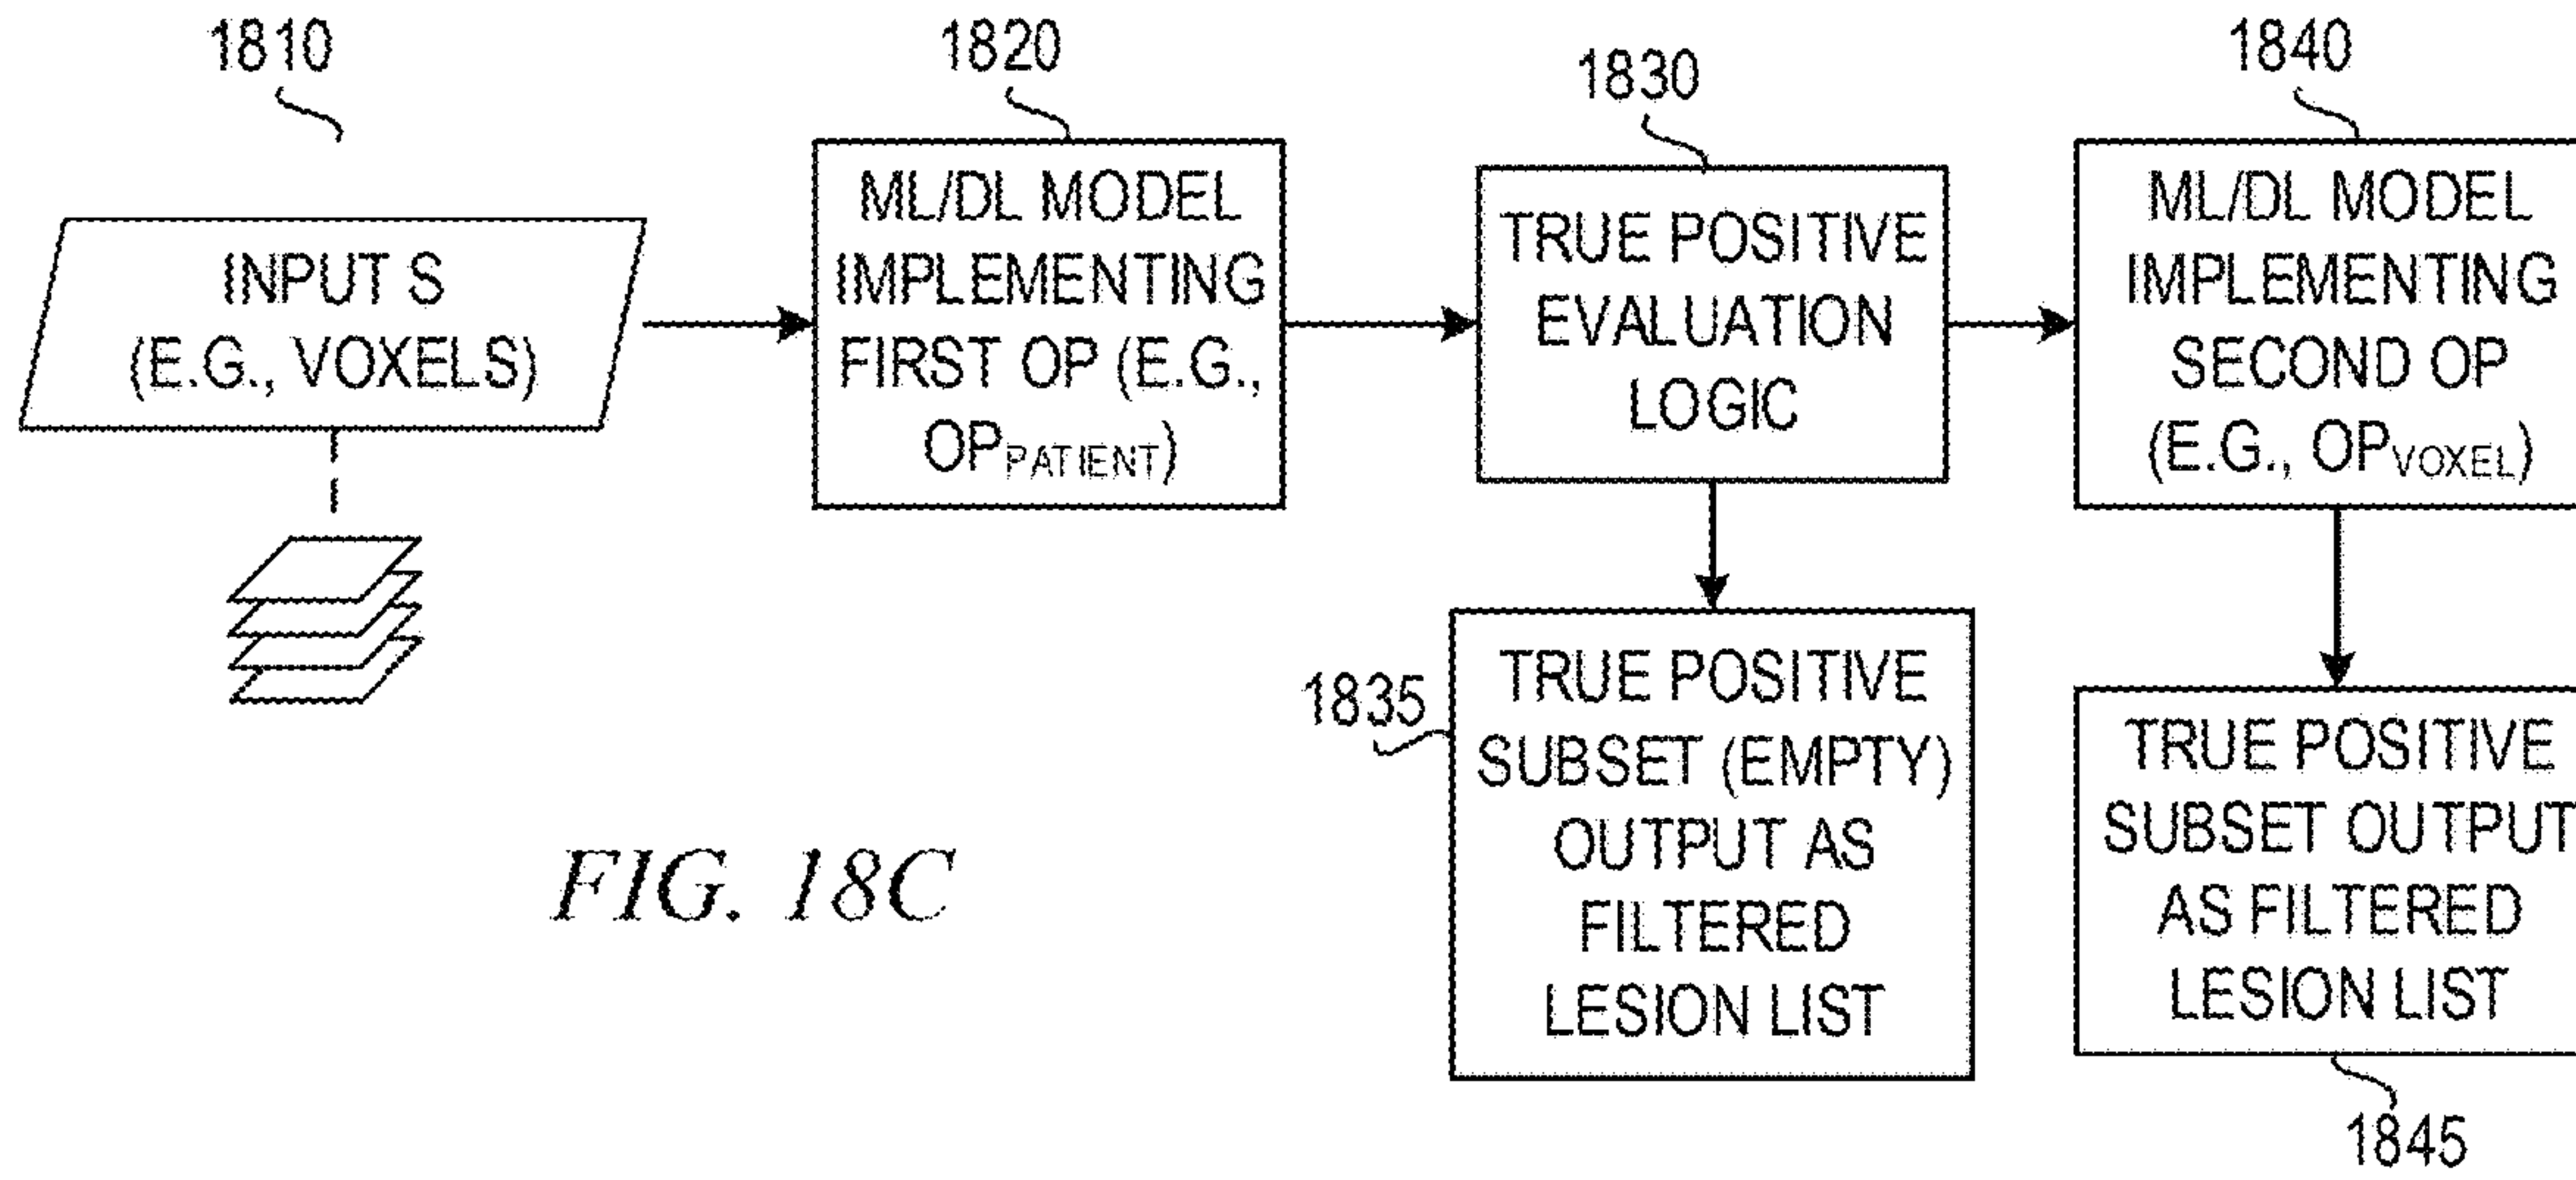 1810
INPUT S
(E.G., VOXELS)
1820
ML/DL MODEL
IMPLEMENTING
FIRST OP (E.G.,
OPPATIENT)
1830
TRUE POSITIVE
EVALUATION
LOGIC
1840
ML/DL MODEL
IMPLEMENTING
SECOND OP
(E.G., OPVOXEL)
1835
TRUE POSITIVE
SUBSET (EMPTY)
OUTPUT AS
FILTERED
LESION LIST
TRUE POSITIVE
SUBSET OUTPUT
AS FILTERED
LESION LIST
1845
FIG. 18C